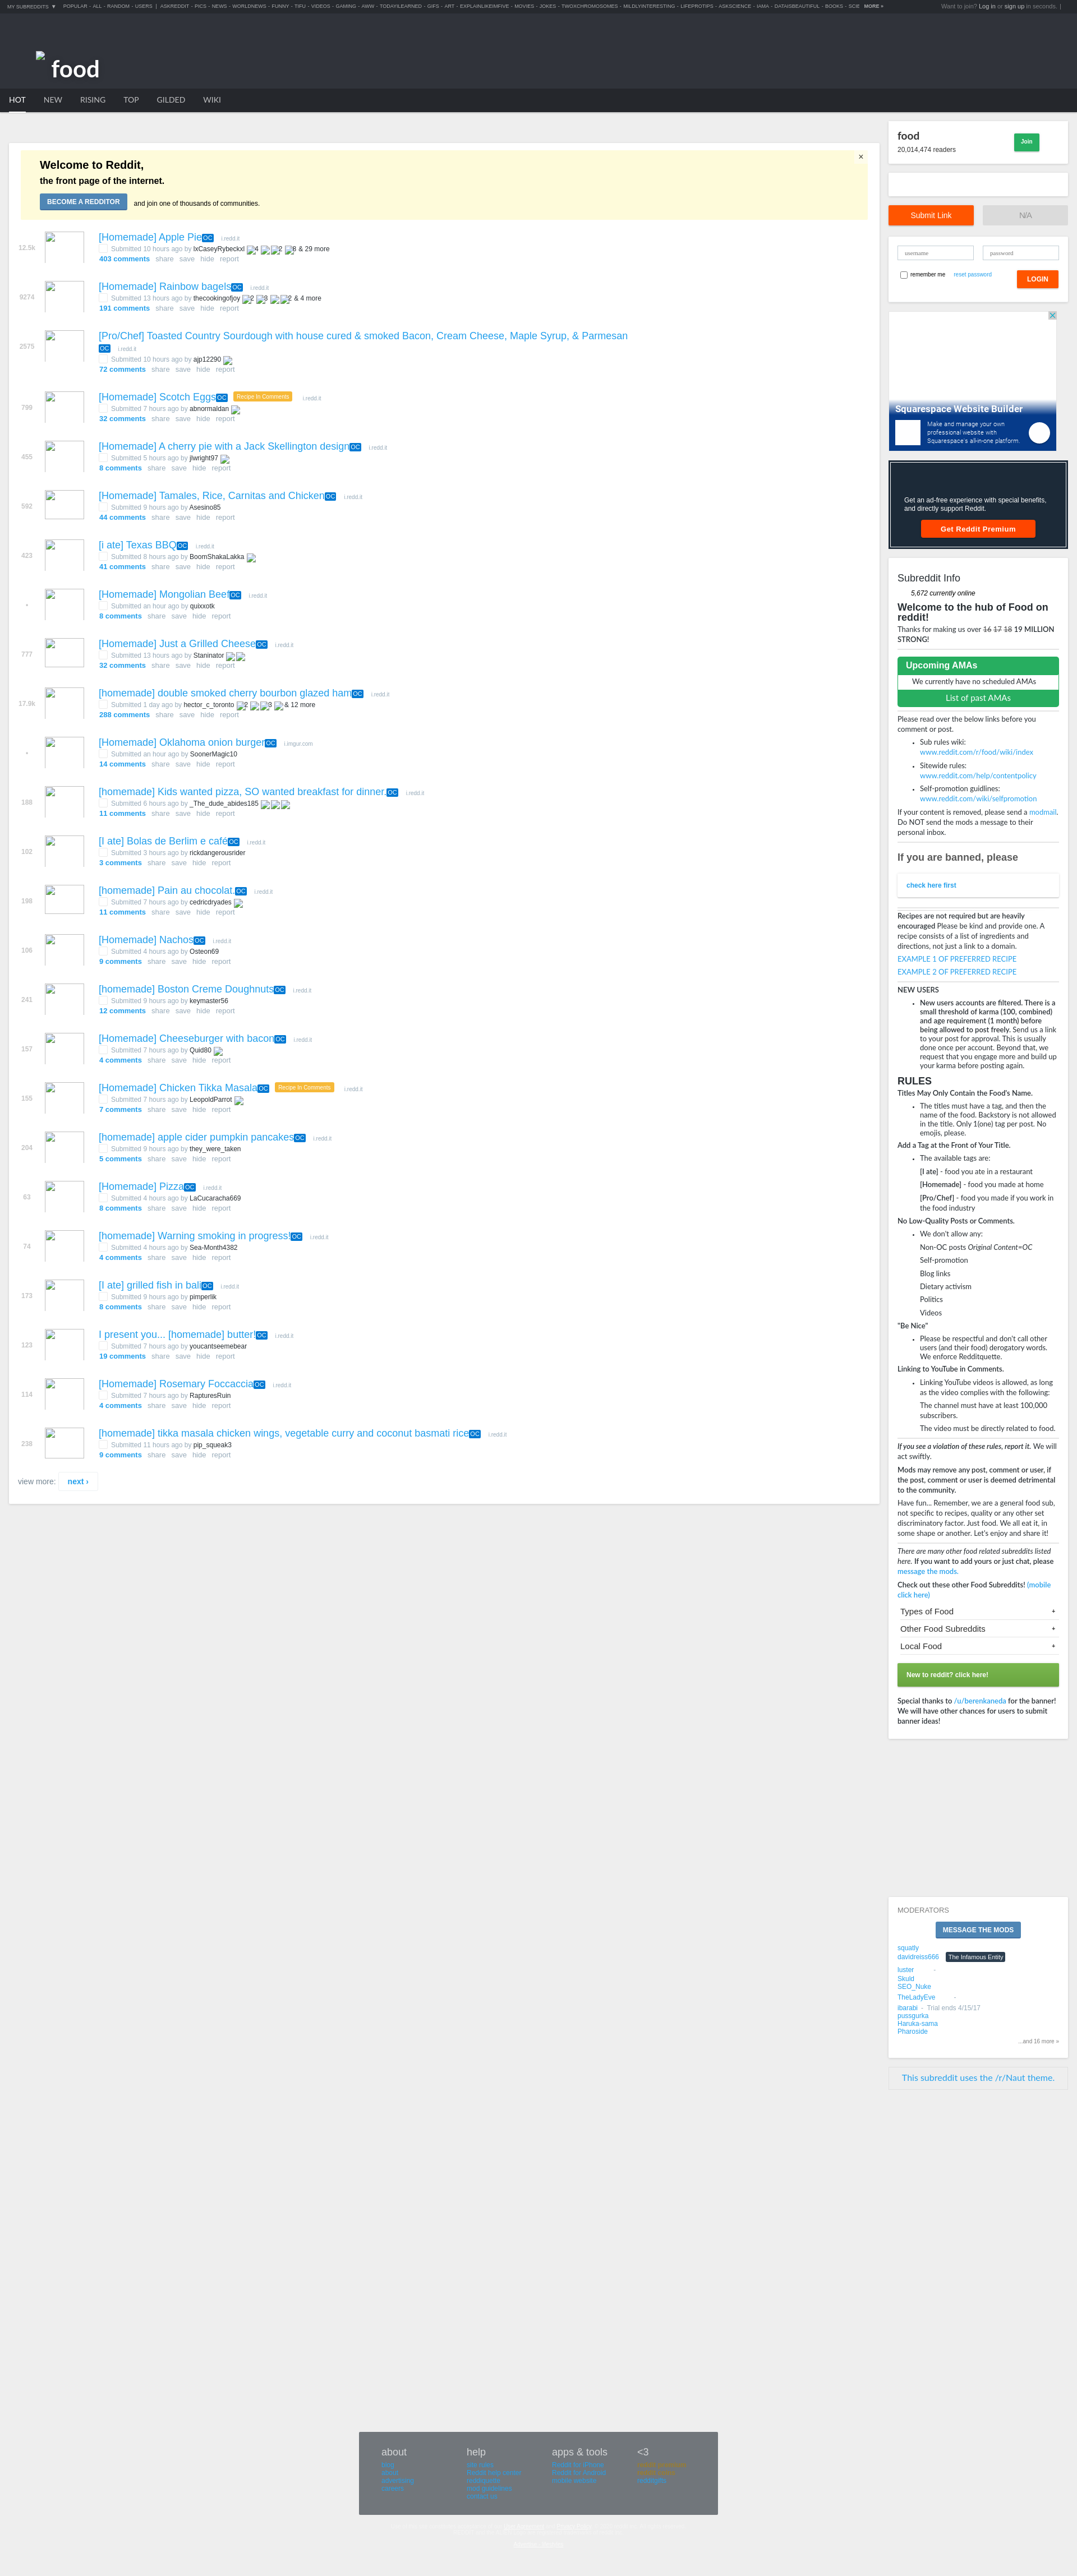 MY SUBREDDITS ▼ POPULAR - ALL - RANDOM - USERS | ASKREDDIT - PICS - NEWS - WORLDNEWS - FUNNY - TIFU - VIDEOS - GAMING - AWW - TODAYILEARNED - GIFS - ART - EXPLAINLIKEIMFIVE - MOVIES - JOKES - TWOXCHROMOSOMES - MILDLYINTERESTING - LIFEPROTIPS - ASKSCIENCE - IAMA - DATAISBEAUTIFUL - BOOKS - SCIE MORE »
Want to join? Log in or sign up in seconds. |
food
HOT NEW RISING TOP GILDED WIKI
Welcome to Reddit,
×
the front page of the internet.
BECOME A REDDITOR and join one of thousands of communities.
12.5k
[Homemade] Apple Pie OC i.redd.it
Submitted 10 hours ago by IxCaseyRybeckxI 4 2 8 & 29 more
403 comments share save hide report
9274
[Homemade] Rainbow bagels OC i.redd.it
Submitted 13 hours ago by thecookingofjoy 2 3 2 & 4 more
191 comments share save hide report
2575
[Pro/Chef] Toasted Country Sourdough with house cured & smoked Bacon, Cream Cheese, Maple Syrup, & Parmesan
OC i.redd.it
Submitted 10 hours ago by ajp12290
72 comments share save hide report
799
[Homemade] Scotch Eggs OC Recipe In Comments i.redd.it
Submitted 7 hours ago by abnormaldan
32 comments share save hide report
455
[Homemade] A cherry pie with a Jack Skellington design OC i.redd.it
Submitted 5 hours ago by jlwright97
8 comments share save hide report
592
[Homemade] Tamales, Rice, Carnitas and Chicken OC i.redd.it
Submitted 9 hours ago by Asesino85
44 comments share save hide report
423
[i ate] Texas BBQ OC i.redd.it
Submitted 8 hours ago by BoomShakaLakka
41 comments share save hide report
•
[Homemade] Mongolian Beef OC i.redd.it
Submitted an hour ago by quixxotk
8 comments share save hide report
777
[Homemade] Just a Grilled Cheese OC i.redd.it
Submitted 13 hours ago by Staninator
32 comments share save hide report
17.9k
[homemade] double smoked cherry bourbon glazed ham OC i.redd.it
Submitted 1 day ago by hector_c_toronto 2 3 & 12 more
288 comments share save hide report
•
[Homemade] Oklahoma onion burger OC i.imgur.com
Submitted an hour ago by SoonerMagic10
14 comments share save hide report
188
[homemade] Kids wanted pizza, SO wanted breakfast for dinner. OC i.redd.it
Submitted 6 hours ago by _The_dude_abides185
11 comments share save hide report
102
[I ate] Bolas de Berlim e café OC i.redd.it
Submitted 3 hours ago by rickdangerousrider
3 comments share save hide report
198
[homemade] Pain au chocolat. OC i.redd.it
Submitted 7 hours ago by cedricdryades
11 comments share save hide report
106
[Homemade] Nachos OC i.redd.it
Submitted 4 hours ago by Osteon69
9 comments share save hide report
241
[homemade] Boston Creme Doughnuts OC i.redd.it
Submitted 9 hours ago by keymaster56
12 comments share save hide report
157
[Homemade] Cheeseburger with bacon OC i.redd.it
Submitted 7 hours ago by Quid80
4 comments share save hide report
155
[Homemade] Chicken Tikka Masala OC Recipe In Comments i.redd.it
Submitted 7 hours ago by LeopoldParrot
7 comments share save hide report
204
[homemade] apple cider pumpkin pancakes OC i.redd.it
Submitted 9 hours ago by they_were_taken
5 comments share save hide report
63
[Homemade] Pizza OC i.redd.it
Submitted 4 hours ago by LaCucaracha669
8 comments share save hide report
74
[homemade] Warning smoking in progress! OC i.redd.it
Submitted 4 hours ago by Sea-Month4382
4 comments share save hide report
173
[I ate] grilled fish in bali OC i.redd.it
Submitted 9 hours ago by pimperlik
8 comments share save hide report
123
I present you... [homemade] butter! OC i.redd.it
Submitted 7 hours ago by youcantseemebear
19 comments share save hide report
114
[Homemade] Rosemary Foccaccia OC i.redd.it
Submitted 7 hours ago by RapturesRuin
4 comments share save hide report
238
[homemade] tikka masala chicken wings, vegetable curry and coconut basmati rice OC i.redd.it
Submitted 11 hours ago by pip_squeak3
9 comments share save hide report
view more: next ›
food
20,014,474 readers
Join
Submit Link N/A
username password
remember me reset password LOGIN
Squarespace Website Builder
Make and manage your own
professional website with
Squarespace's all-in-one platform.
Get an ad-free experience with special benefits,
and directly support Reddit.
Get Reddit Premium
Subreddit Info
5,672 currently online
Welcome to the hub of Food on
reddit!
Thanks for making us over 16 17 18 19 MILLION
STRONG!
Upcoming AMAs
We currently have no scheduled AMAs
List of past AMAs
Please read over the below links before you
comment or post.
• Sub rules wiki:
www.reddit.com/r/food/wiki/index
• Sitewide rules:
www.reddit.com/help/contentpolicy
• Self-promotion guidlines:
www.reddit.com/wiki/selfpromotion
If your content is removed, please send a modmail.
Do NOT send the mods a message to their
personal inbox.
If you are banned, please
check here first
Recipes are not required but are heavily
encouraged Please be kind and provide one. A
recipe consists of a list of ingredients and
directions, not just a link to a domain.
EXAMPLE 1 OF PREFERRED RECIPE
EXAMPLE 2 OF PREFERRED RECIPE
NEW USERS
• New users accounts are filtered. There is a
small threshold of karma (100, combined)
and age requirement (1 month) before
being allowed to post freely. Send us a link
to your post for approval. This is usually
done once per account. Beyond that, we
request that you engage more and build up
your karma before posting again.
RULES
Titles May Only Contain the Food's Name.
• The titles must have a tag, and then the
name of the food. Backstory is not allowed
in the title. Only 1(one) tag per post. No
emojis, please.
Add a Tag at the Front of Your Title.
• The available tags are:
[I ate] - food you ate in a restaurant
[Homemade] - food you made at home
[Pro/Chef] - food you made if you work in
the food industry
No Low-Quality Posts or Comments.
• We don't allow any:
Non-OC posts Original Content=OC
Self-promotion
Blog links
Dietary activism
Politics
Videos
"Be Nice"
• Please be respectful and don't call other
users (and their food) derogatory words.
We enforce Redditquette.
Linking to YouTube in Comments.
• Linking YouTube videos is allowed, as long
as the video complies with the following:
The channel must have at least 100,000
subscribers.
The video must be directly related to food.
If you see a violation of these rules, report it. We will
act swiftly.
Mods may remove any post, comment or user, if
the post, comment or user is deemed detrimental
to the community.
Have fun... Remember, we are a general food sub,
not specific to recipes, quality or any other set
discriminatory factor. Just food. We all eat it, in
some shape or another. Let's enjoy and share it!
There are many other food related subreddits listed
here. If you want to add yours or just chat, please
message the mods.
Check out these other Food Subreddits! (mobile
click here)
Types of Food +
Other Food Subreddits +
Local Food +
New to reddit? click here!
Special thanks to /u/berenkaneda for the banner!
We will have other chances for users to submit
banner ideas!
MODERATORS
MESSAGE THE MODS
squatly
davidreiss666 The Infamous Entity
luster -
Skuld
SEO_Nuke
TheLadyEve -
ibarabi - Trial ends 4/15/17
pussgurka
Haruka-sama
Pharoside
...and 16 more »
This subreddit uses the /r/Naut theme.
about help apps & tools <3